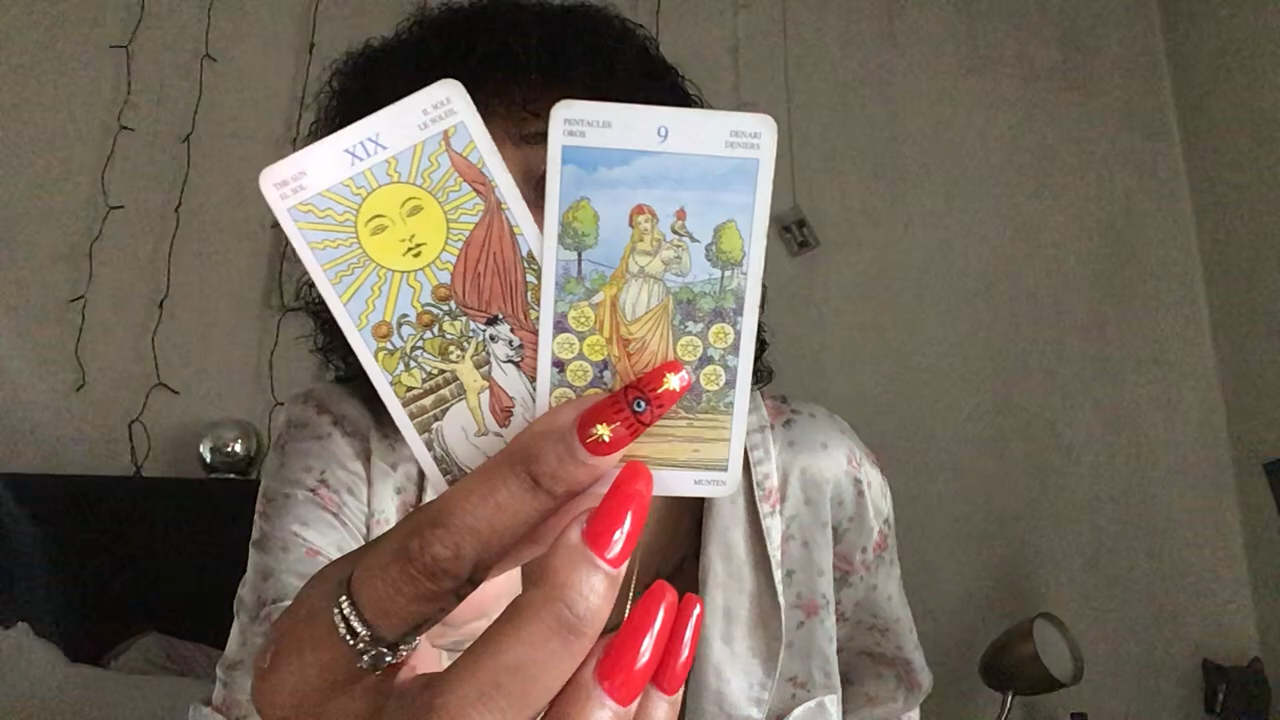 XIX
THE SUN
EL SOL
IL SOLE
LE SOLEIL
PENTACLES
OROS
9
DENARI
DENIERS
MUNTEN